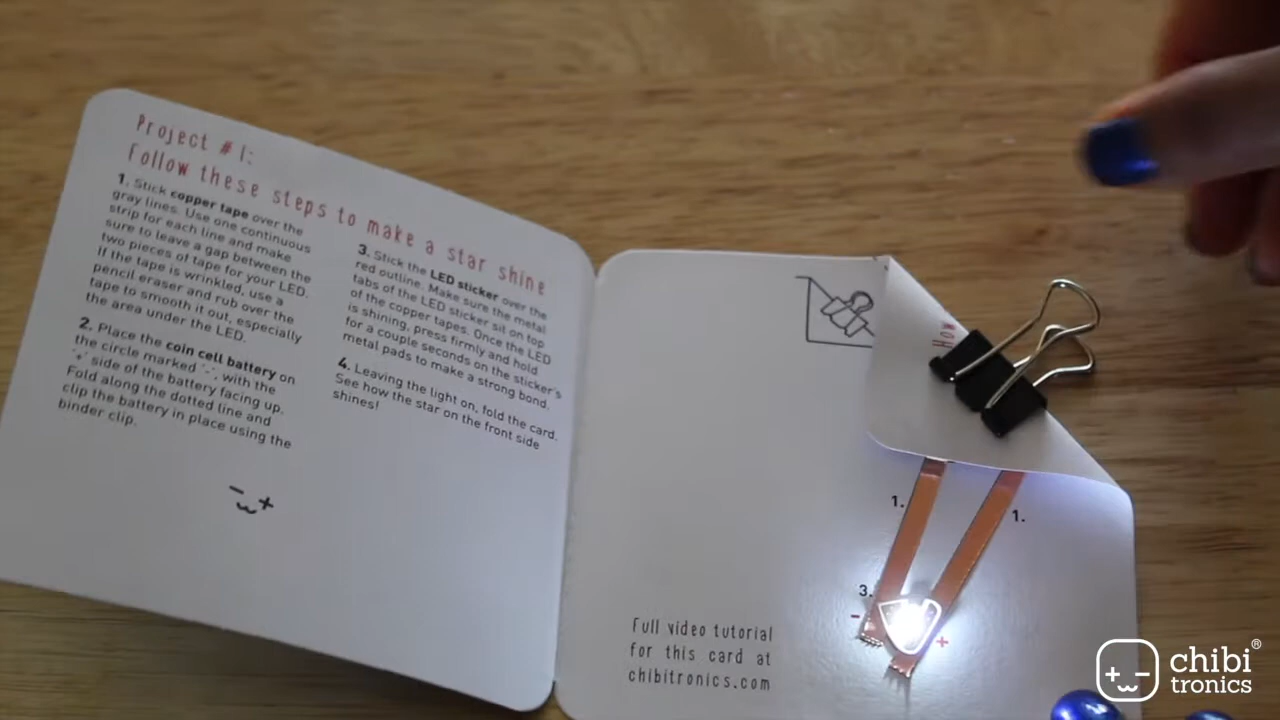 Project #1:
Follow these steps to make a star shine
1. Stick copper tape over the
gray lines. Use one continuous
strip for each line and make
sure to leave a gap between the
two pieces of tape for your LED.
If the tape is wrinkled, use a
pencil eraser and rub over the
tape to smooth it out, especially
the area under the LED.
2. Place the coin cell battery on
the circle marked "-", with the
"+" side of the battery facing up.
Fold along the dotted line and
clip the battery in place using the
binder clip.
3. Stick the LED sticker over the
red outline. Make sure the metal
tabs of the LED sticker sit on top
of the copper tapes. Once the LED
is shining, press firmly and hold
for a couple seconds on the sticker's
metal pads to make a strong bond.
4. Leaving the light on, fold the card.
See how the star on the front side
shines!
How
1.
1.
3.
-
+
Full video tutorial
for this card at
chibitronics.com
chibi®
tronics